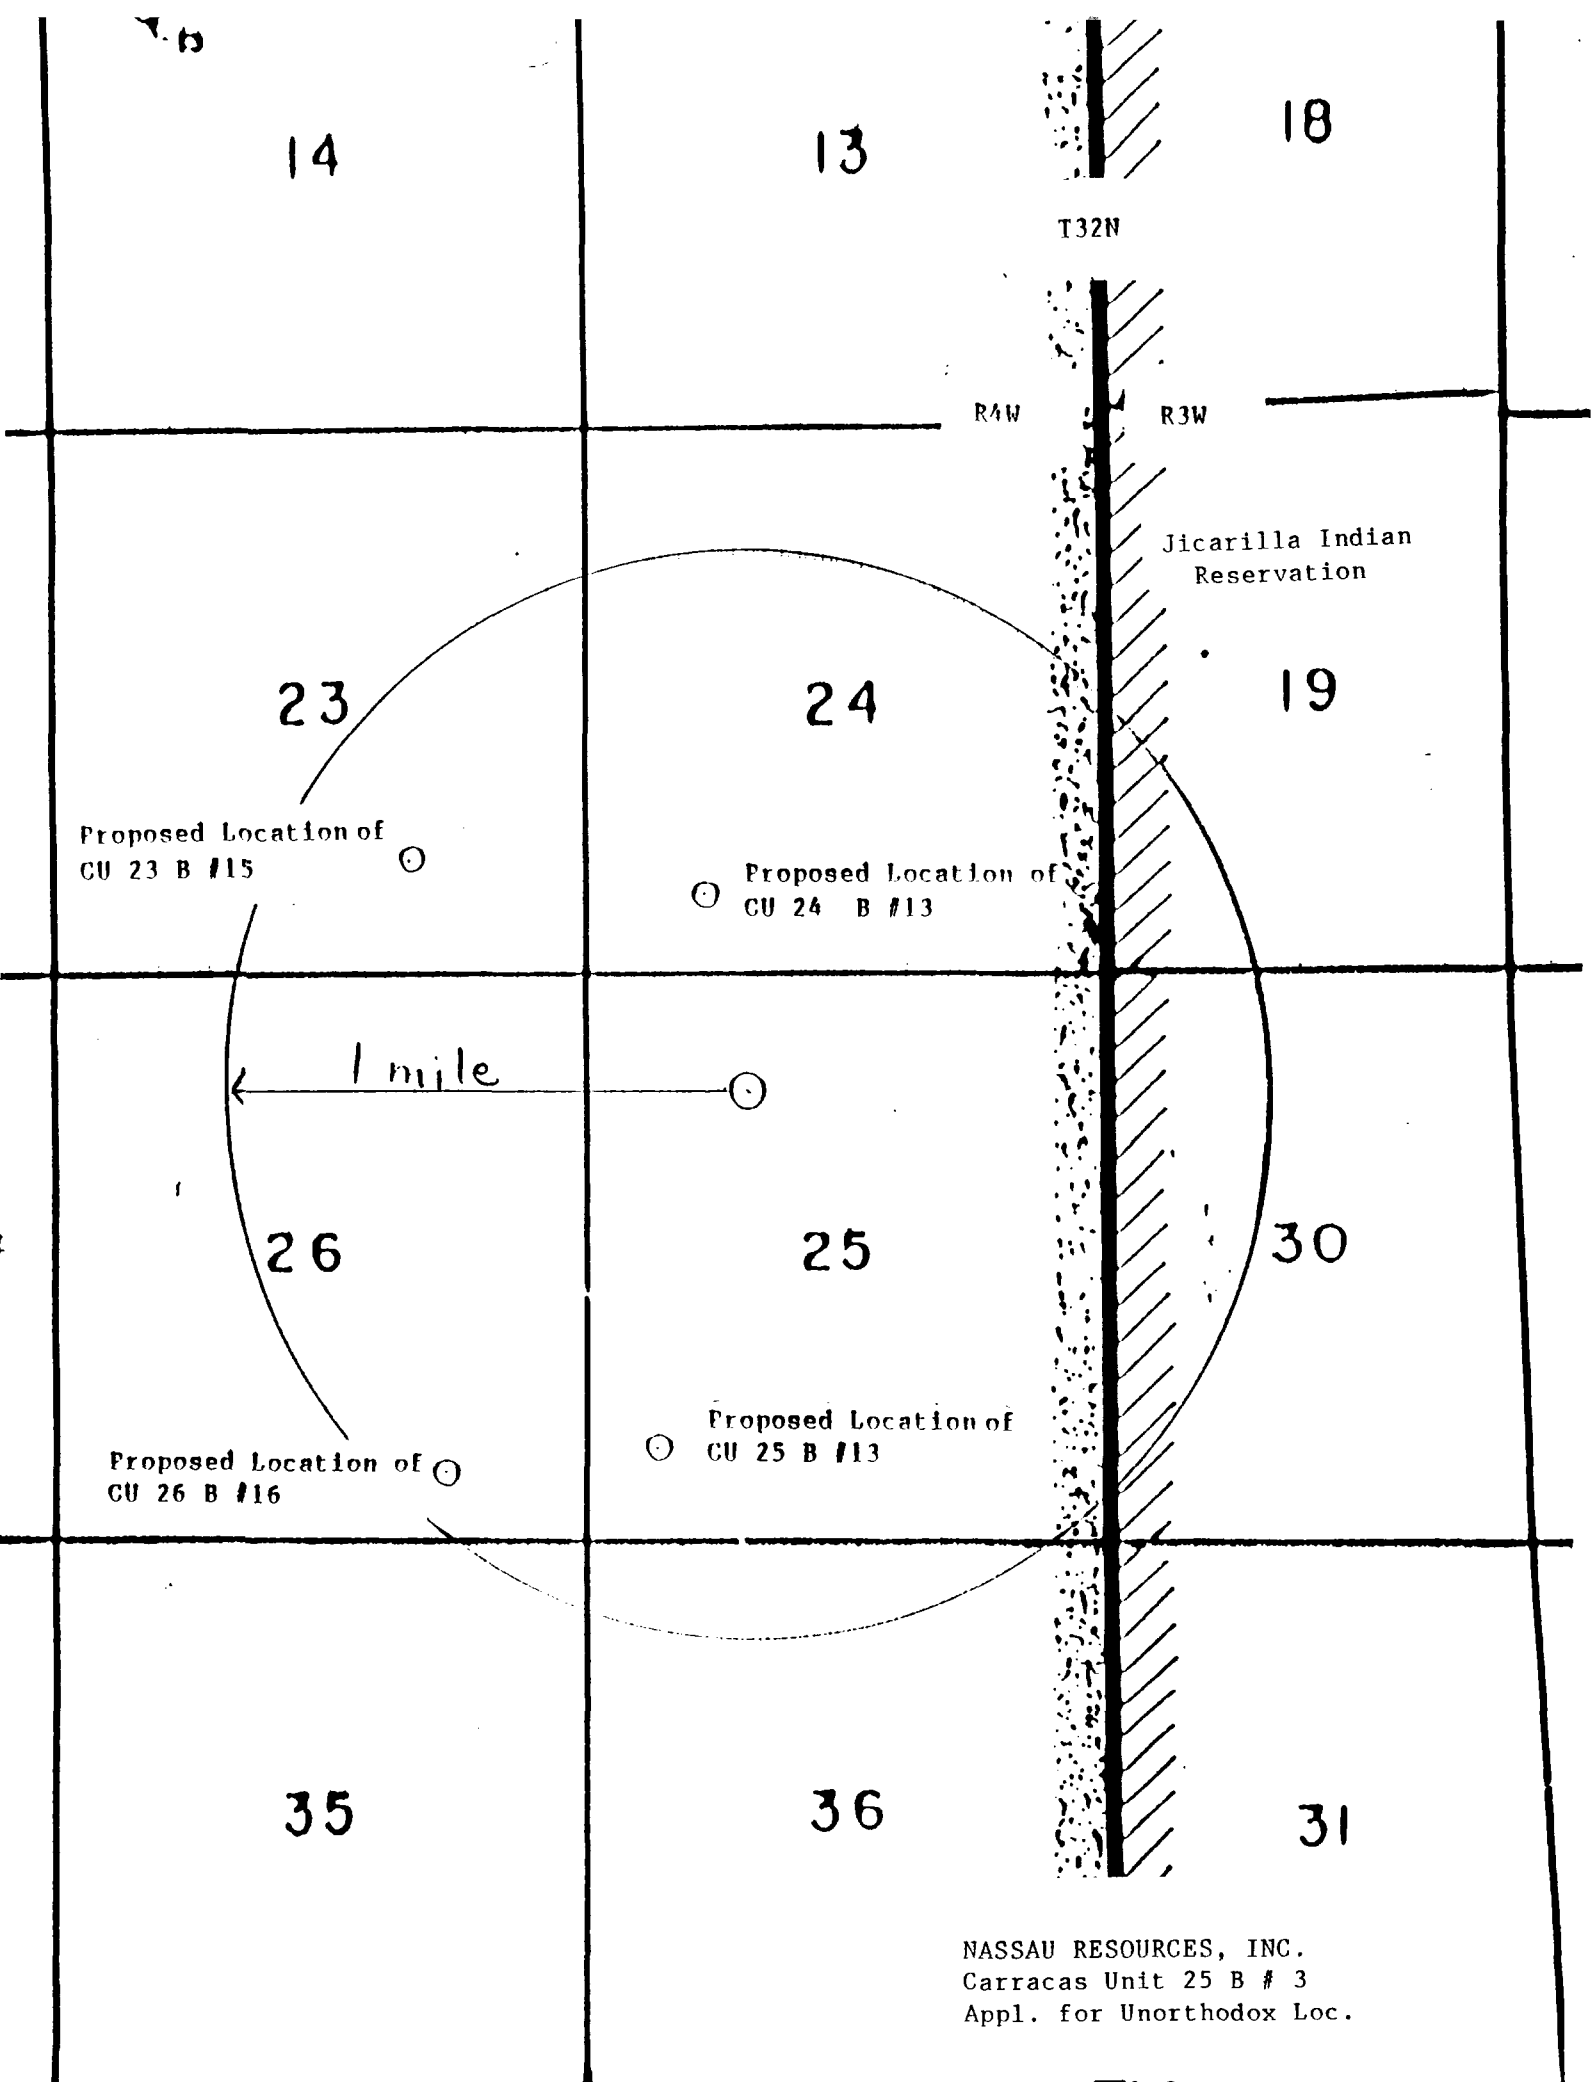 14
13
18
T32N
R4W
R3W
Jicarilla Indian
Reservation
23
24
19
Proposed Location of
CU 23 B #15
Proposed Location of
CU 24 B #13
1 mile
26
25
30
Proposed Location of
CU 25 B #13
Proposed Location of
CU 26 B #16
35
36
31
NASSAU RESOURCES, INC.
Carracas Unit 25 B # 3
Appl. for Unorthodox Loc.